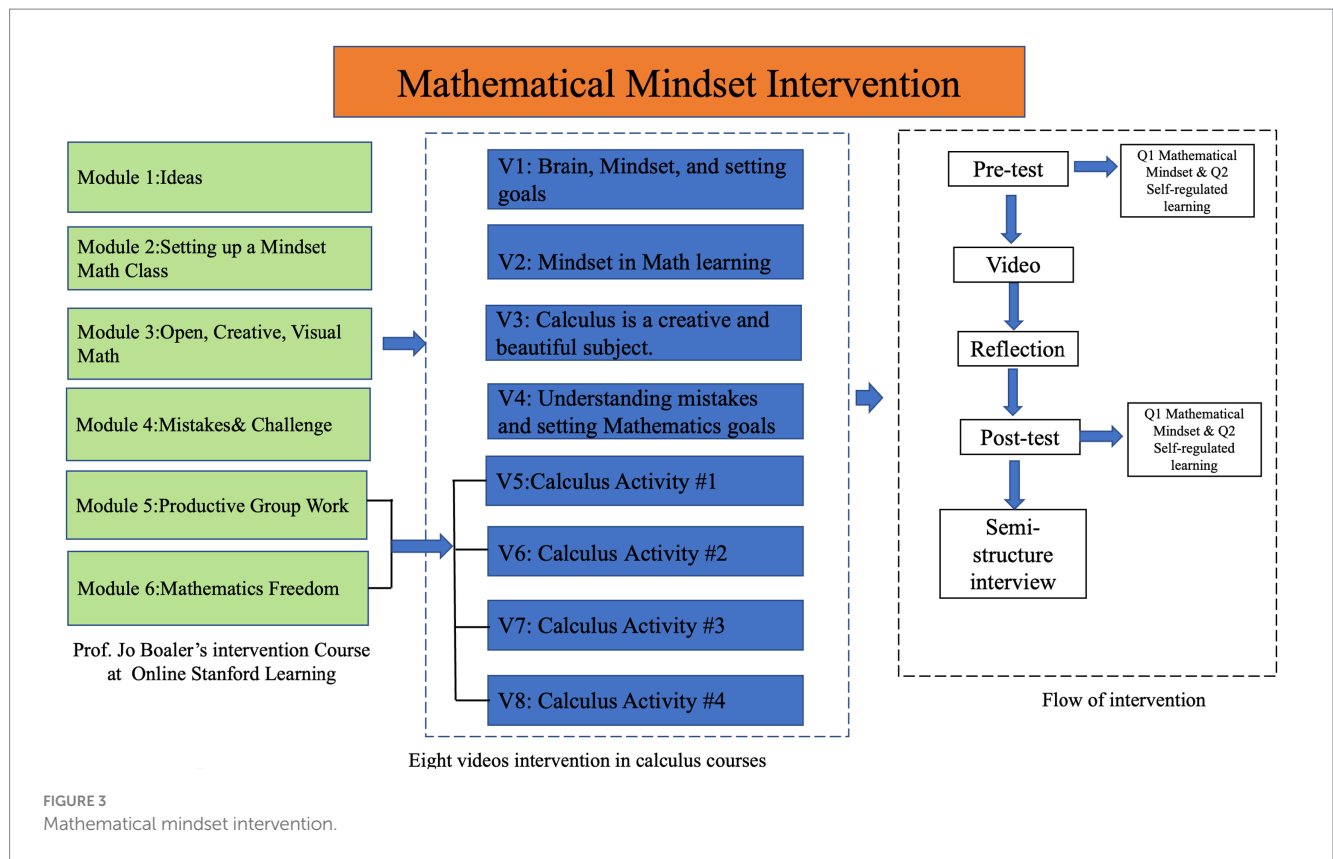 Mathematical Mindset Intervention
Module 1:Ideas
Module 2:Setting up a Mindset
Math Class
Module 3:Open, Creative, Visual
Math
Module 4:Mistakes& Challenge
Module 5:Productive Group Work
Module 6:Mathematics Freedom
Prof. Jo Boaler’s intervention Course
at Online Stanford Learning
V1: Brain, Mindset, and setting
goals
V2: Mindset in Math learning
V3: Calculus is a creative and
beautiful subject.
V4: Understanding mistakes
and setting Mathematics goals
V5:Calculus Activity #1
V6: Calculus Activity #2
V7: Calculus Activity #3
V8: Calculus Activity #4
Eight videos intervention in calculus courses
Pre-test
Q1 Mathematical
Mindset & Q2
Self-regulated
learning
Video
Reflection
Post-test
Q1 Mathematical
Mindset & Q2
Self-regulated
learning
Semi-
structure
interview
Flow of intervention
FIGURE 3
Mathematical mindset intervention.